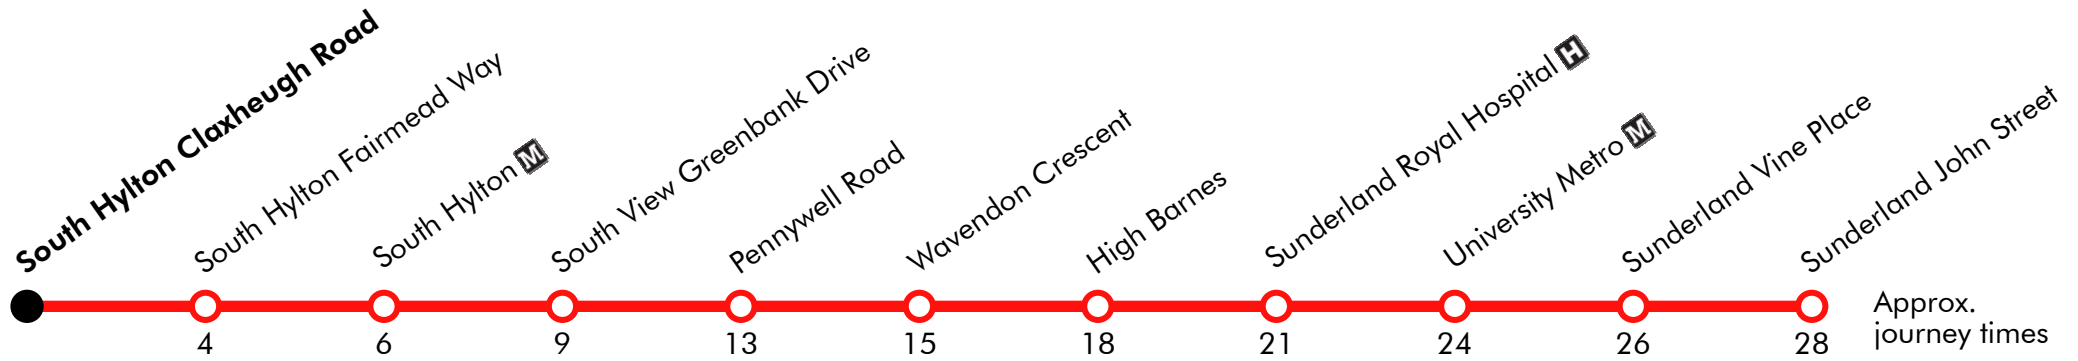 South Hylton Claxheugh Road
South Hylton Fairmead Way
South Hylton M
South View Greenbank Drive
Pennywell Road
Wavendon Crescent
High Barnes
Sunderland Royal Hospital H
University Metro M
Sunderland Vine Place
Sunderland John Street
4 6 9 13 15 18 21 24 26 28
Approx.
journey times